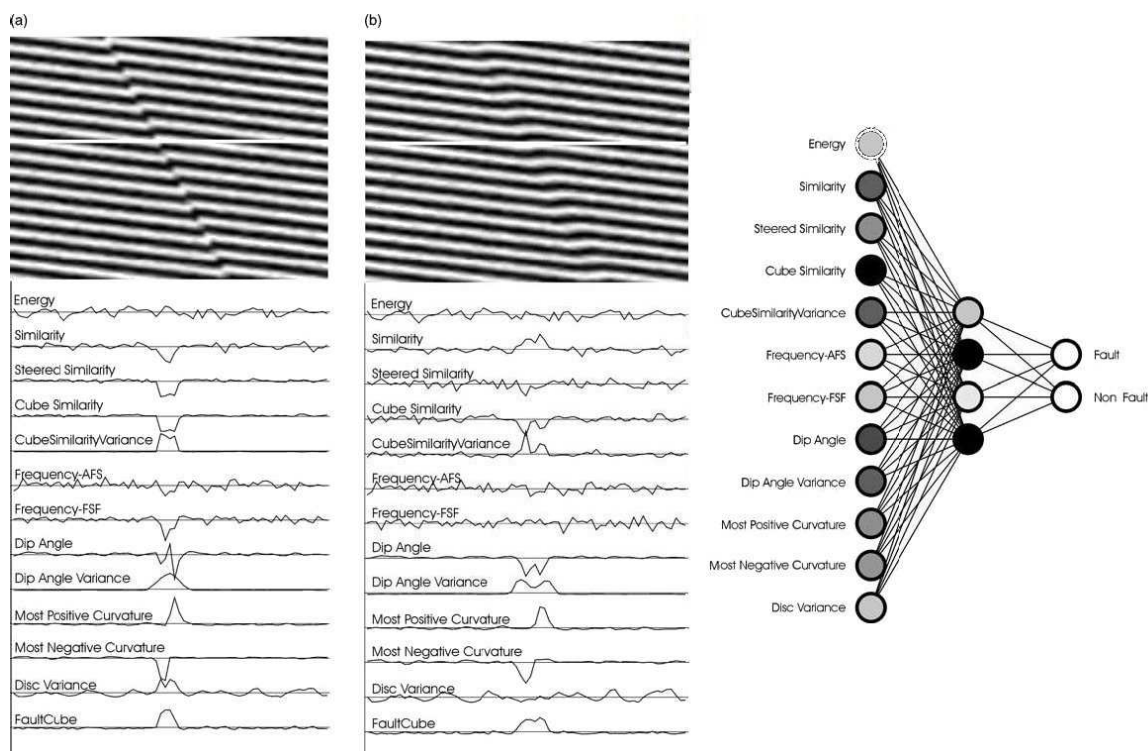 (a)
Energy
Similarity
Steered Similarity
Cube Similarity
CubeSimilarityVariance
Frequency-AFS
Frequency-FSF
Dip Angle
Dip Angle Variance
Most Positive Curvature
Most Negative Curvature
Disc Variance
FaultCube
(b)
Energy
Similarity
Steered Similarity
Cube Similarity
CubeSimilarityVariance
Frequency-AFS
Frequency-FSF
Dip Angle
Dip Angle Variance
Most Positive Curvature
Most Negative Curvature
Disc Variance
FaultCube
Energy
Similarity
Steered Similarity
Cube Similarity
CubeSimilarityVariance
Frequency-AFS
Frequency-FSF
Dip Angle
Dip Angle Variance
Most Positive Curvature
Most Negative Curvature
Disc Variance
Fault
Non Fault